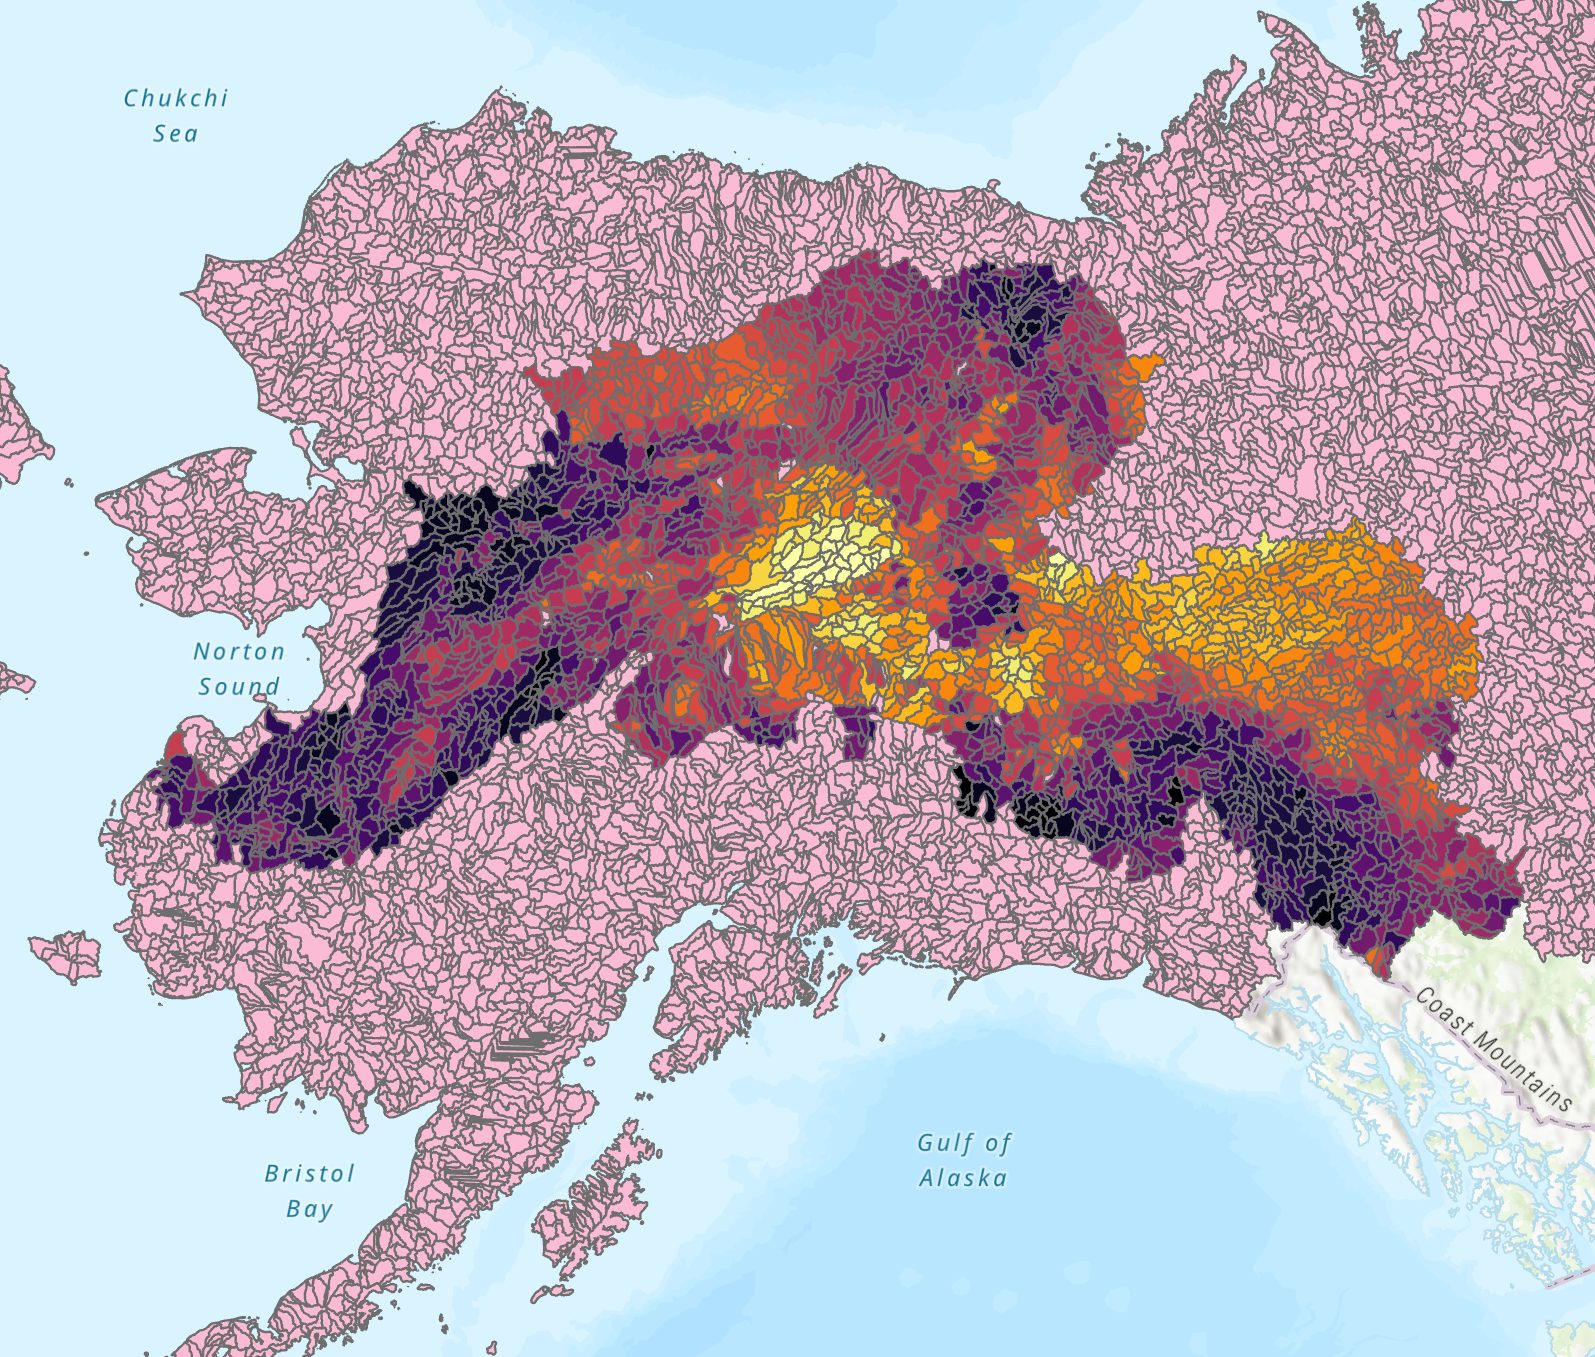 Chukchi
Sea
Norton
Sound
Coast Mountains
Gulf of
Alaska
Bristol
Bay